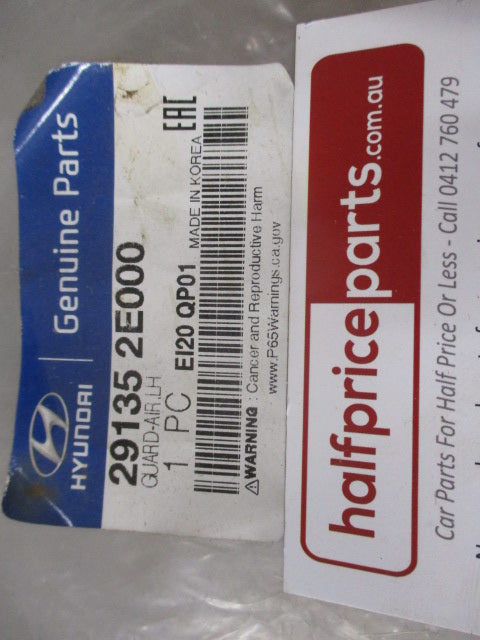 HYUNDAI | Genuine Parts
29135 2E000
GUARD-AIR,LH
1 PC EI20 QP01 MADE IN KOREA EAC
⚠WARNING : Cancer and Reproductive Harm
www.P65Warnings.ca.gov
halfpriceparts.com.au
Car Parts For Half Price Or Less - Call 0412 760 479